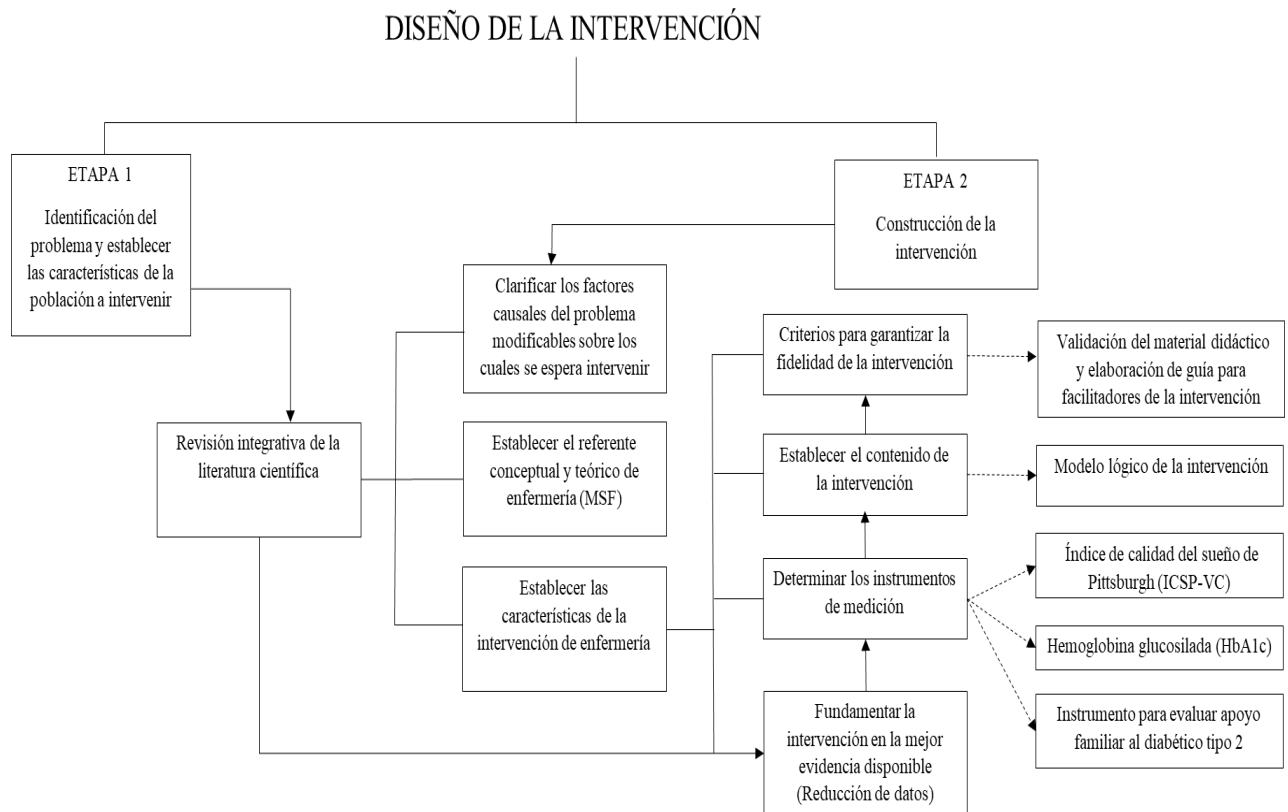 DISEÑO DE LA INTERVENCIÓN
ETAPA 1
Identificación del
problema y establecer
las características de la
población a intervenir
ETAPA 2
Construcción de la
intervención
Clarificar los factores
causales del problema
modificables sobre los
cuales se espera intervenir
Criterios para garantizar la
fidelidad de la intervención
Validación del material didáctico
y elaboración de guía para
facilitadores de la intervención
Revisión integrativa de la
literatura científica
Establecer el referente
conceptual y teórico de
enfermería (MSF)
Establecer el contenido de
la intervención
Modelo lógico de la intervención
Establecer las
características de la
intervención de enfermería
Determinar los instrumentos
de medición
Índice de calidad del sueño de
Pittsburgh (ICSP-VC)
Hemoglobina glucosilada (HbA1c)
Instrumento para evaluar apoyo
familiar al diabético tipo 2
Fundamentar la
intervención en la mejor
evidencia disponible
(Reducción de datos)